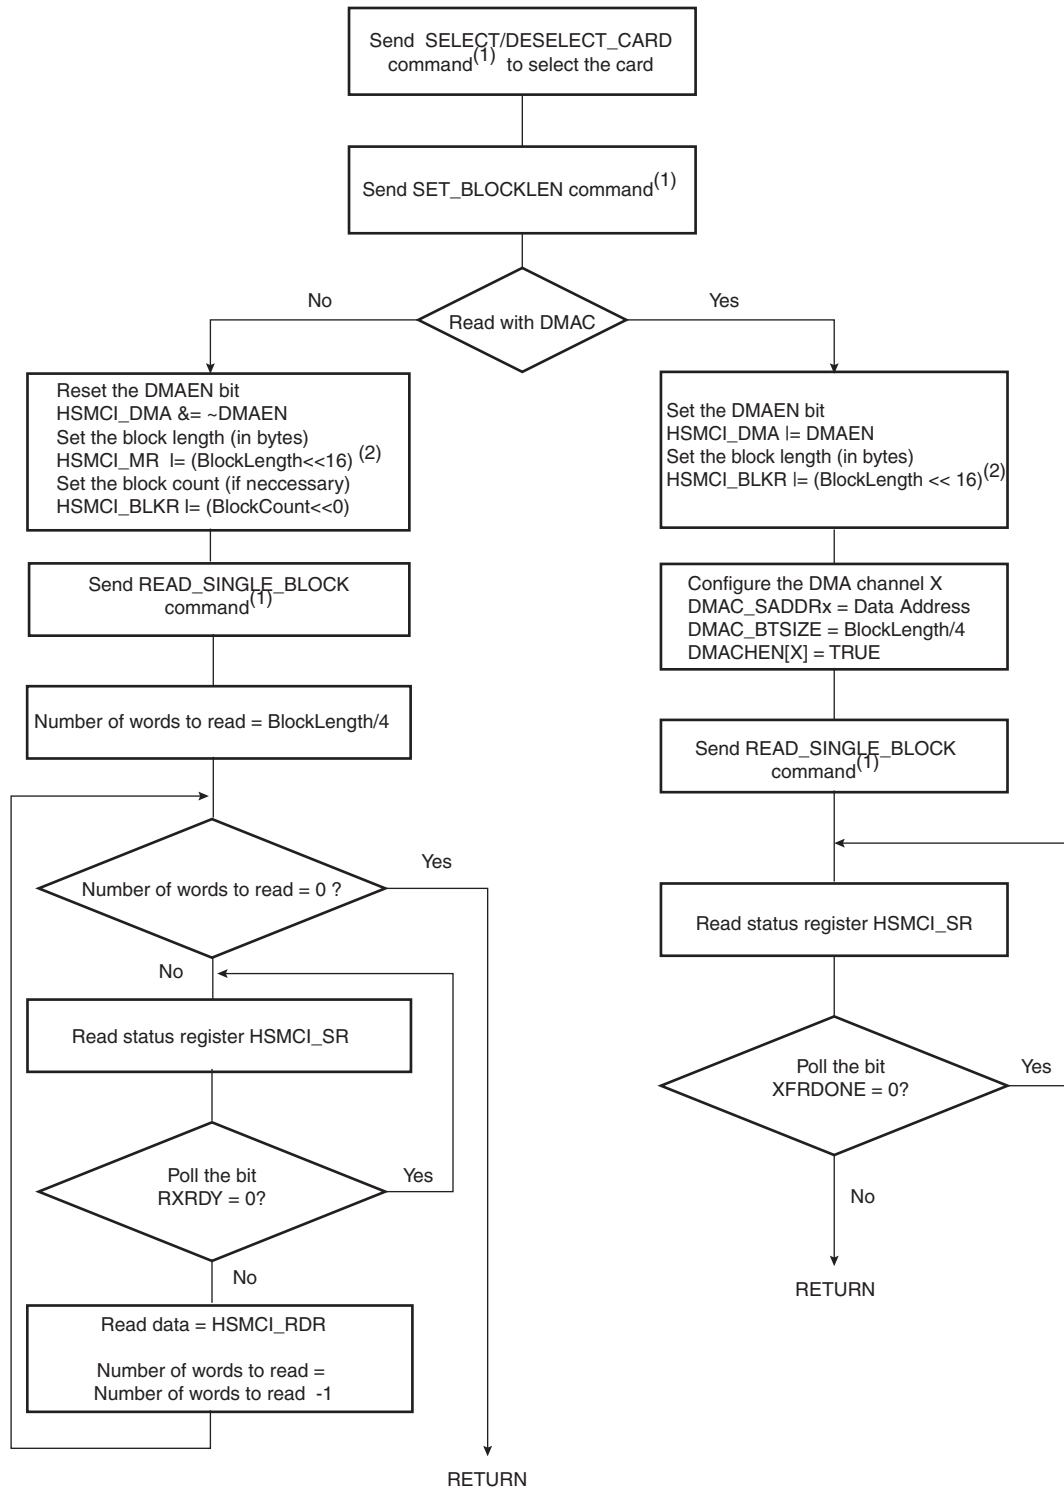 Send SELECT/DESELECT_CARD
command(1) to select the card
Send SET_BLOCKLEN command(1)
No
Yes
Read with DMAC
Reset the DMAEN bit
HSMCI_DMA &= ~DMAEN
Set the block length (in bytes)
HSMCI_MR |= (BlockLength<<16) (2)
Set the block count (if neccessary)
HSMCI_BLKR |= (BlockCount<<0)
Send READ_SINGLE_BLOCK
command(1)
Number of words to read = BlockLength/4
Number of words to read = 0 ?
Yes
No
Read status register HSMCI_SR
Poll the bit
RXRDY = 0?
Yes
No
Read data = HSMCI_RDR
Number of words to read =
Number of words to read -1
RETURN
Set the DMAEN bit
HSMCI_DMA |= DMAEN
Set the block length (in bytes)
HSMCI_BLKR |= (BlockLength << 16)(2)
Configure the DMA channel X
DMAC_SADDRx = Data Address
DMAC_BTSIZE = BlockLength/4
DMACHEN[X] = TRUE
Send READ_SINGLE_BLOCK
command(1)
Read status register HSMCI_SR
Poll the bit
XFRDONE = 0?
Yes
No
RETURN